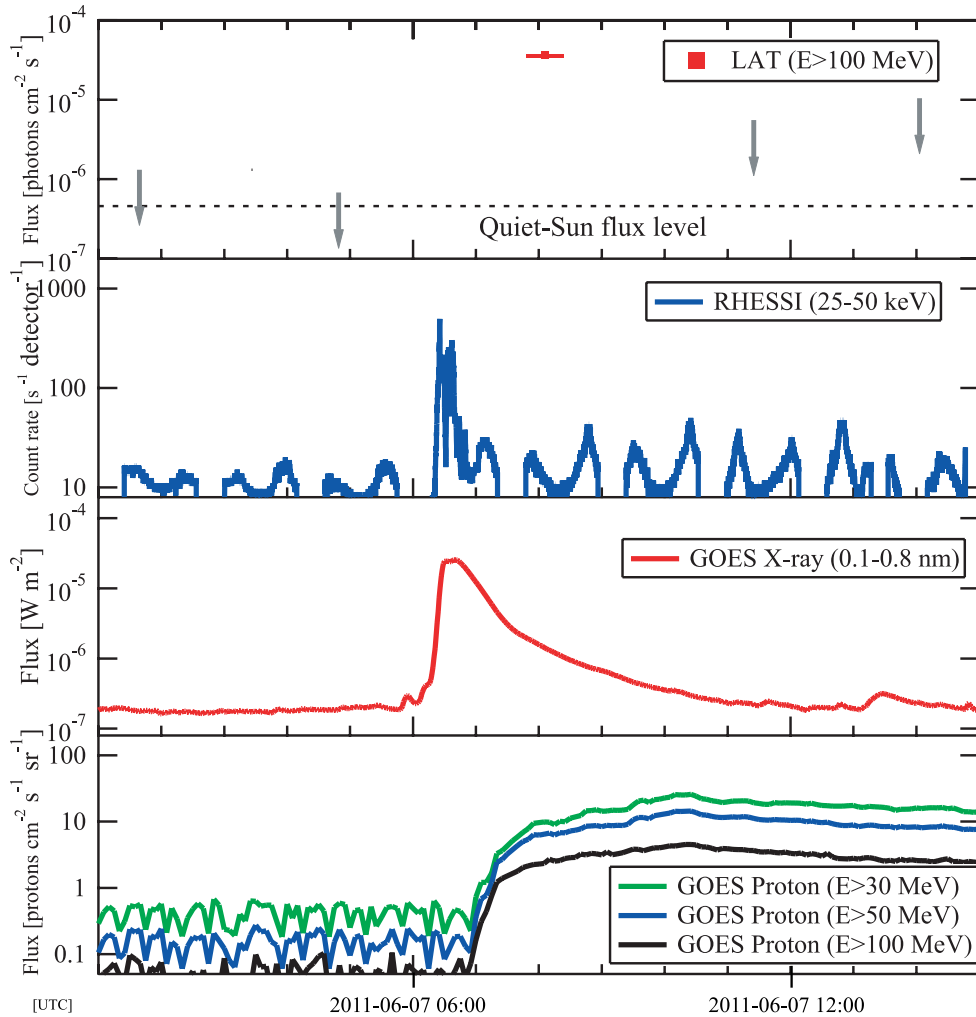 10⁻⁴
LAT (E>100 MeV)
10⁻⁵
10⁻⁶
Quiet-Sun flux level
10⁻⁷
Flux [photons cm⁻² s⁻¹]
1000
RHESSI (25-50 keV)
100
10
Count rate [s⁻¹ detector⁻¹]
10⁻⁴
GOES X-ray (0.1-0.8 nm)
10⁻⁵
10⁻⁶
10⁻⁷
Flux [W m⁻²]
100
10
1
0.1
Flux [protons cm⁻² s⁻¹ sr⁻¹]
GOES Proton (E>30 MeV)
GOES Proton (E>50 MeV)
GOES Proton (E>100 MeV)
[UTC]
2011-06-07 06:00
2011-06-07 12:00